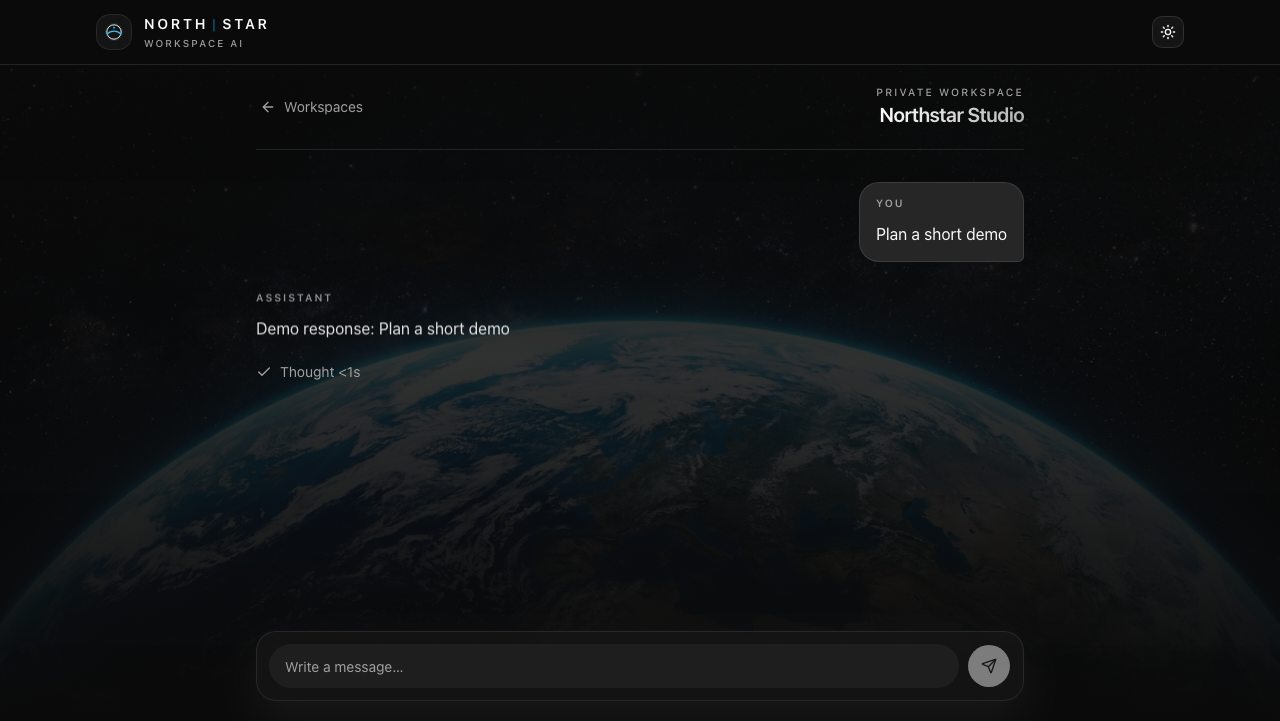 NORTH | STAR
WORKSPACE AI
Workspaces
PRIVATE WORKSPACE
Northstar Studio
YOU
Plan a short demo
ASSISTANT
Demo response: Plan a short demo
Thought <1s
Write a message...